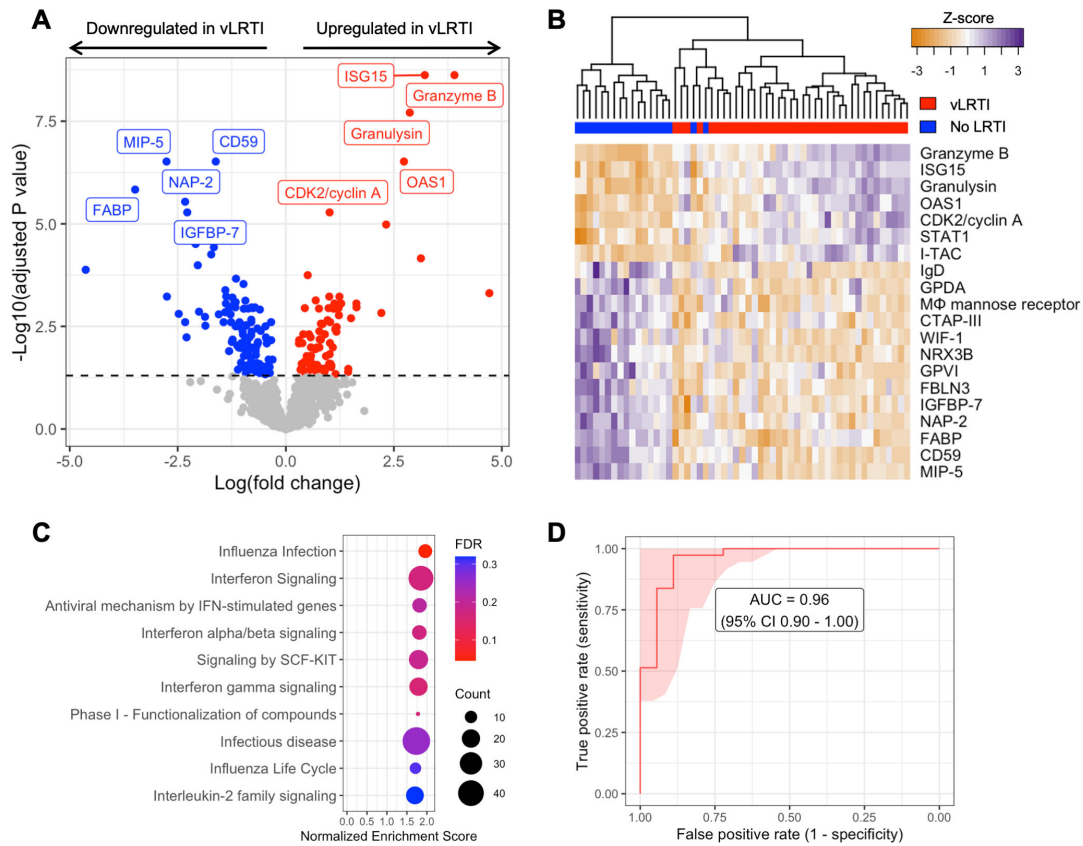 A
Downregulated in vLRTI
Upregulated in vLRTI
-Log10(adjusted P value)
7.5
5.0
2.5
0.0
ISG15
Granzyme B
Granulysin
MIP-5
CD59
NAP-2
OAS1
CDK2/cyclin A
FABP
IGFBP-7
-5.0
-2.5
0.0
2.5
5.0
Log(fold change)
B
Z-score
-3
-1
1
3
vLRTI
No LRTI
Granzyme B
ISG15
Granulysin
OAS1
CDK2/cyclin A
STAT1
I-TAC
IgD
GPDA
MΦ mannose receptor
CTAP-III
WIF-1
NRX3B
GPVI
FBLN3
IGFBP-7
NAP-2
FABP
CD59
MIP-5
C
Influenza Infection
Interferon Signaling
Antiviral mechanism by IFN-stimulated genes
Interferon alpha/beta signaling
Signaling by SCF-KIT
Interferon gamma signaling
Phase I - Functionalization of compounds
Infectious disease
Influenza Life Cycle
Interleukin-2 family signaling
0.0
0.5
1.0
1.5
2.0
Normalized Enrichment Score
FDR
0.3
0.2
0.1
Count
10
20
30
40
D
True positive rate (sensitivity)
1.00
0.75
0.50
0.25
0.00
AUC = 0.96
(95% CI 0.90 - 1.00)
1.00
0.75
0.50
0.25
0.00
False positive rate (1 - specificity)